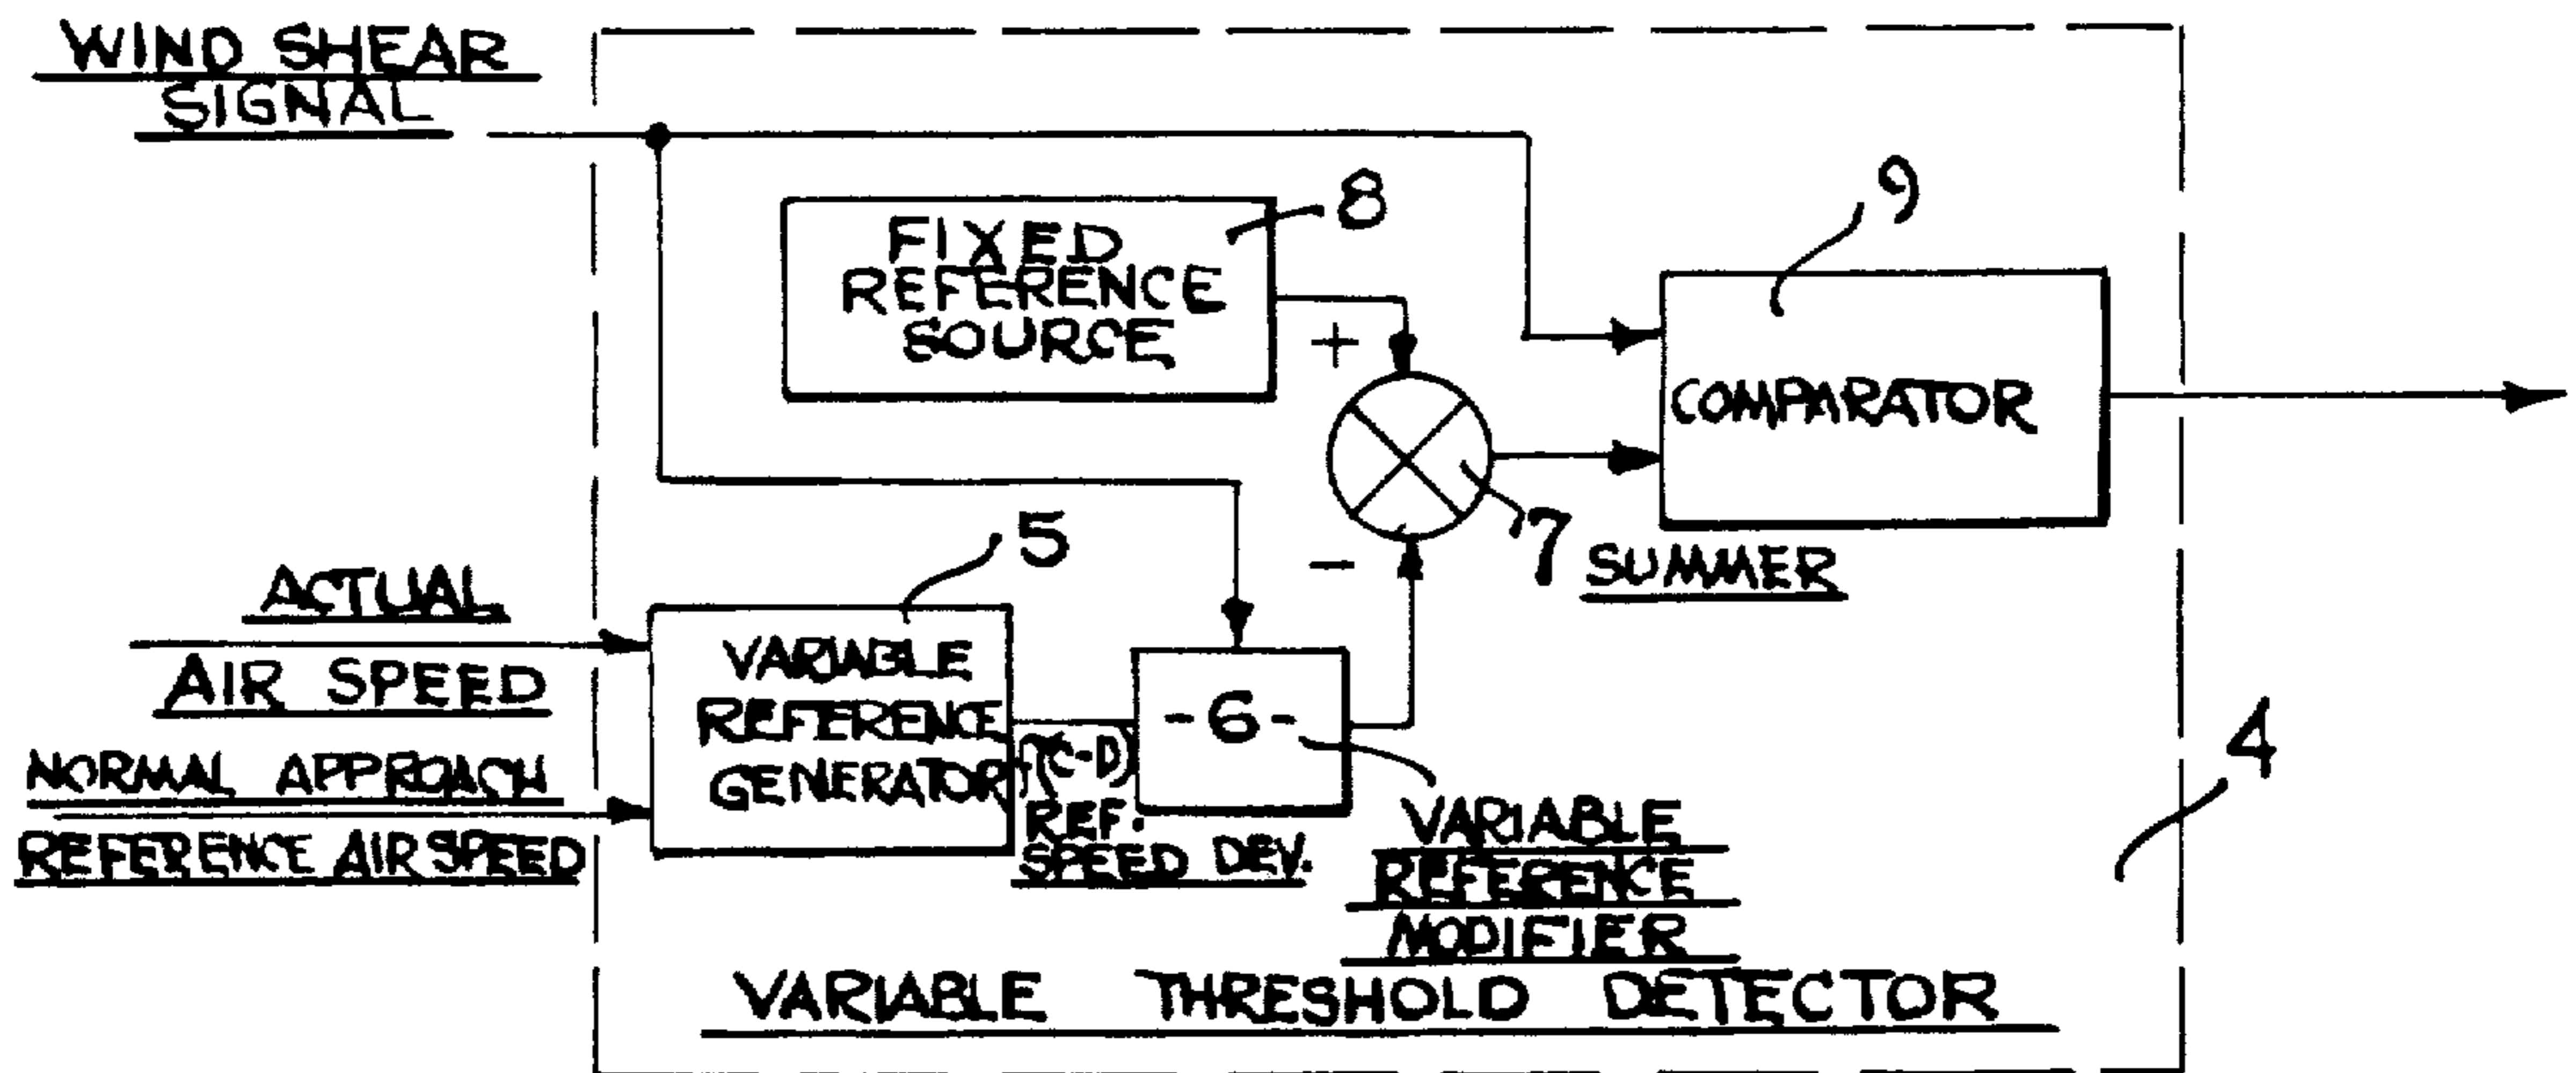 WIND SHEAR
SIGNAL
8
FIXED
REFERENCE
SOURCE
9
+
COMPARATOR
7
SUMMER
-
5
ACTUAL
AIR SPEED
VARIABLE
REFERENCE
GENERATOR
-6-
f(C-D)
REF.
SPEED DEV.
NORMAL APPROACH
REFERENCE AIR SPEED
4
VARIABLE
REFERENCE
MODIFIER
VARIABLE THRESHOLD DETECTOR